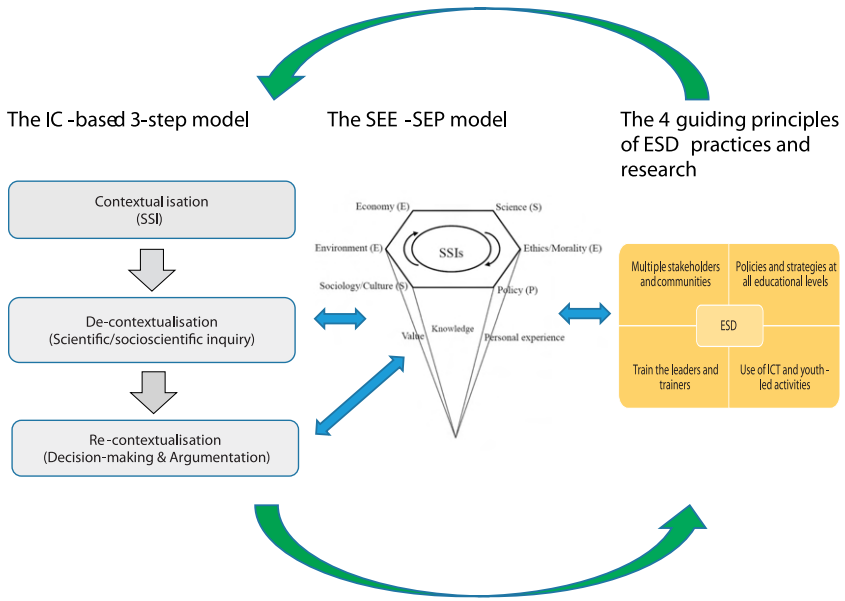 The IC -based 3-step model
Contextualisation
(SSI)
De-contextualisation
(Scientific/socioscientific inquiry)
Re-contextualisation
(Decision-making & Argumentation)
The SEE -SEP model
Economy (E)
Science (S)
Environment (E)
SSIs
Ethics/Morality (E)
Sociology/Culture (S)
Policy (P)
Value
Knowledge
Personal experience
The 4 guiding principles
of ESD practices and
research
Multiple stakeholders
and communities
Policies and strategies at
all educational levels
ESD
Train the leaders and
trainers
Use of ICT and youth -
led activities